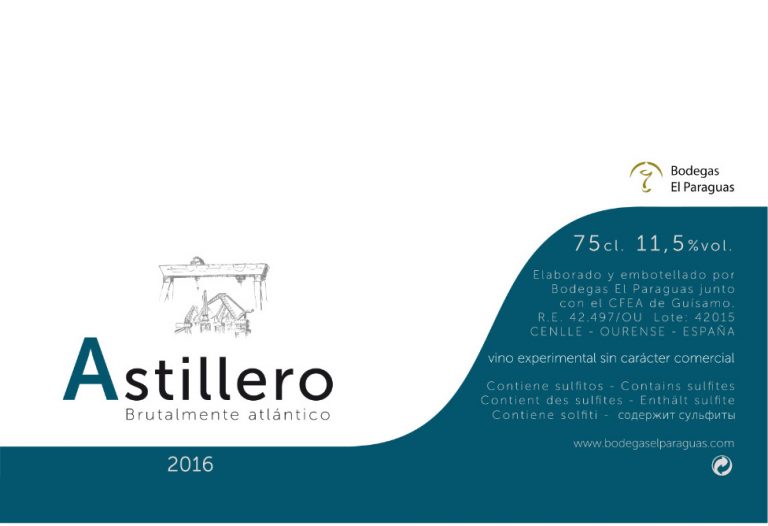 Bodegas
El Paraguas
75cl. 11,5%vol.
Elaborado y embotellado por
Bodegas El Paraguas junto
con el CFEA de Guísamo.
R.E. 42.497/OU Lote: 42015
CENLLE - OURENSE - ESPAÑA
vino experimental sin carácter comercial
Contiene sulfitos - Contains sulfites
Contient des sulfites - Enthält sulfite
Contiene solfiti - содержит сульфиты
www.bodegaselparaguas.com
Astillero
Brutalmente atlántico
2016